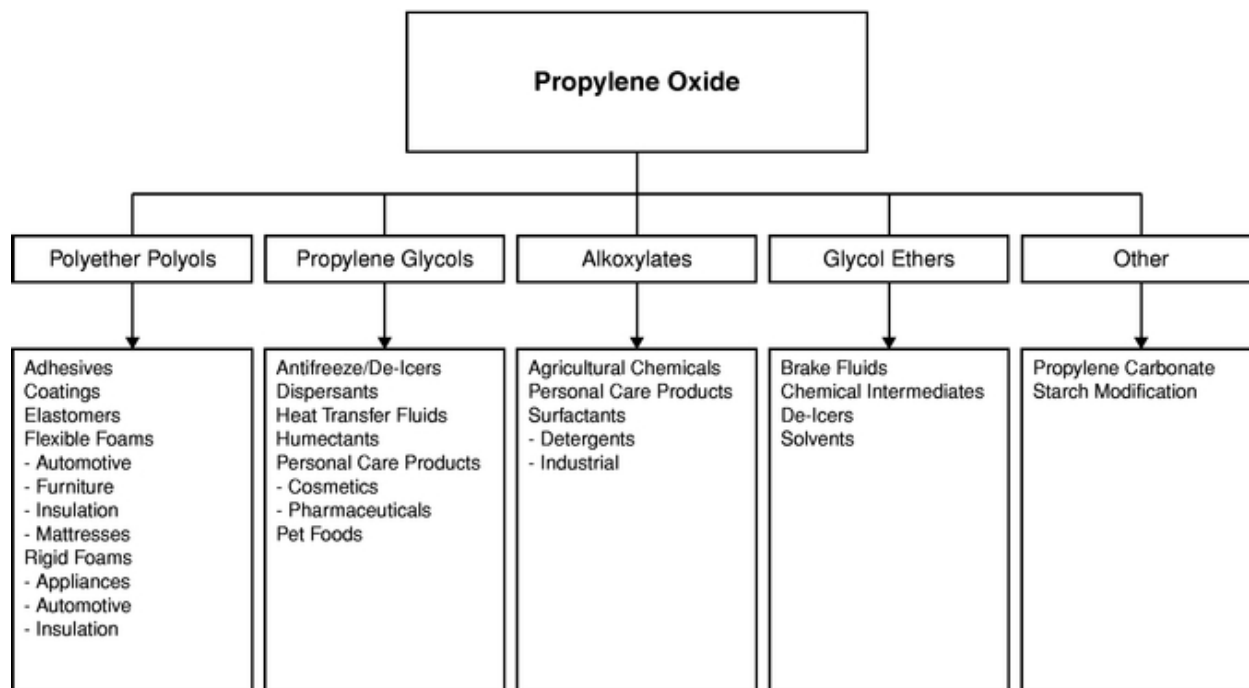 Propylene Oxide
Polyether Polyols
Propylene Glycols
Alkoxylates
Glycol Ethers
Other
Adhesives
Coatings
Elastomers
Flexible Foams
- Automotive
- Furniture
- Insulation
- Mattresses
Rigid Foams
- Appliances
- Automotive
- Insulation
Antifreeze/De-Icers
Dispersants
Heat Transfer Fluids
Humectants
Personal Care Products
- Cosmetics
- Pharmaceuticals
Pet Foods
Agricultural Chemicals
Personal Care Products
Surfactants
- Detergents
- Industrial
Brake Fluids
Chemical Intermediates
De-Icers
Solvents
Propylene Carbonate
Starch Modification